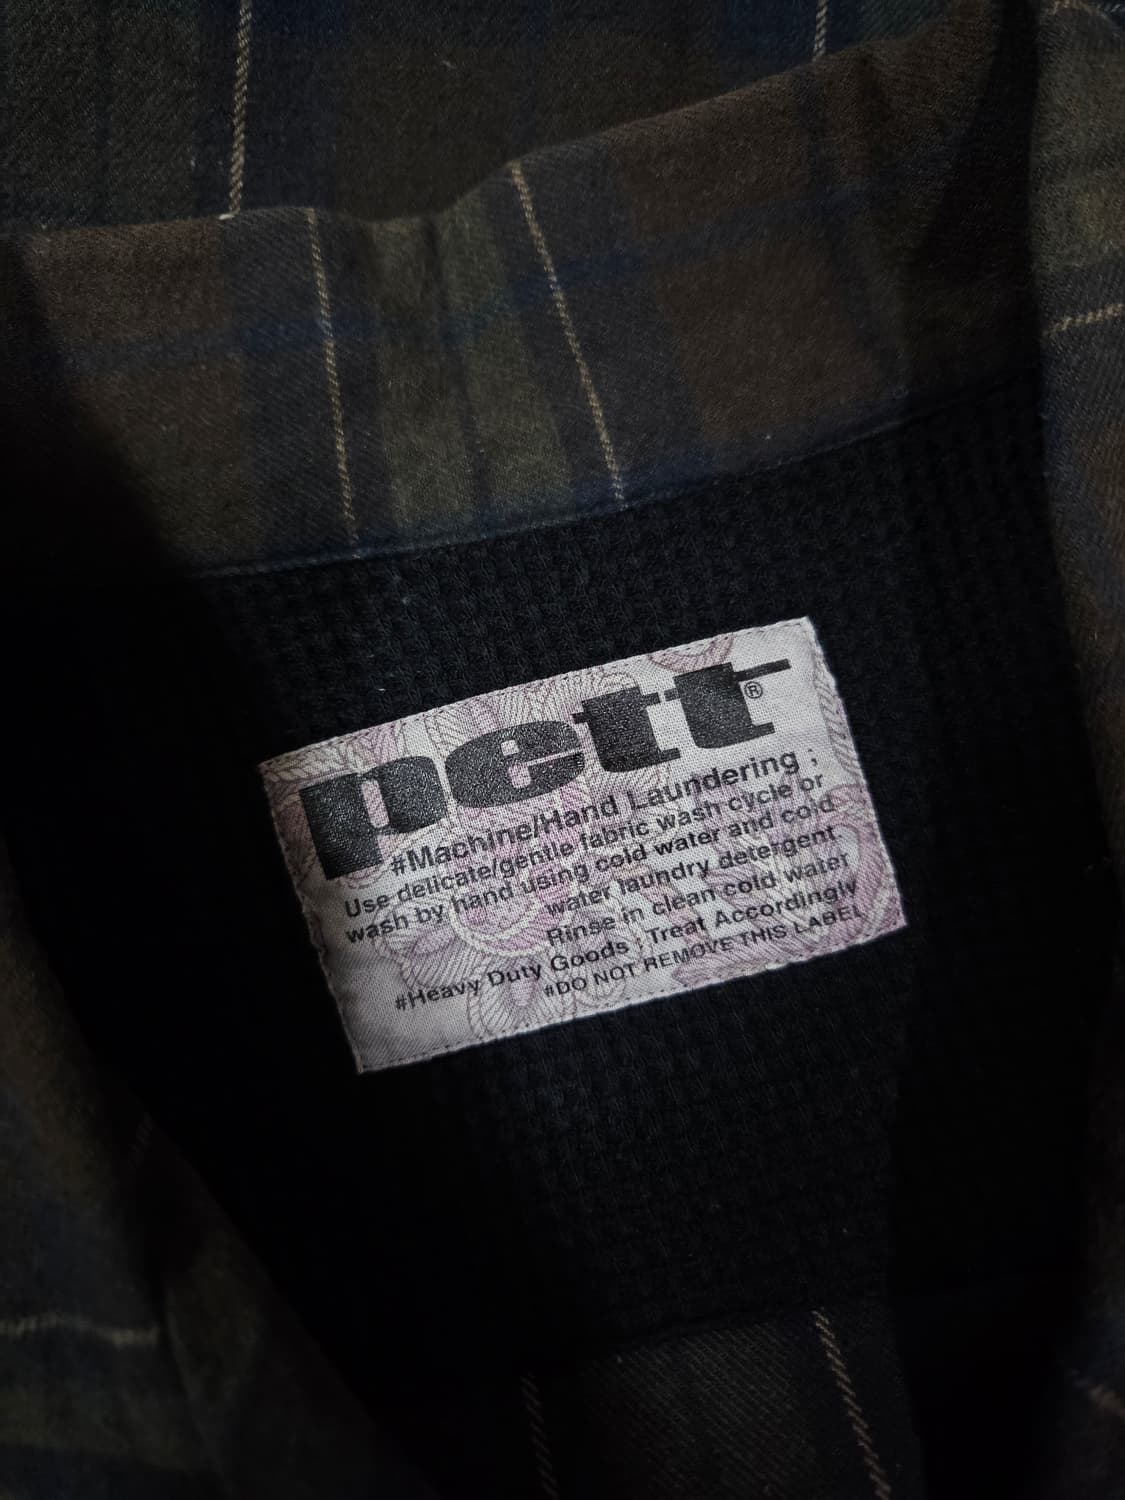 pett®
#Machine/Hand Laundering ;
Use delicate/gentle fabric wash cycle or
wash by hand using cold water and cold
water laundry detergent
Rinse in clean cold water
#Heavy Duty Goods ; Treat Accordingly
#DO NOT REMOVE THIS LABEL